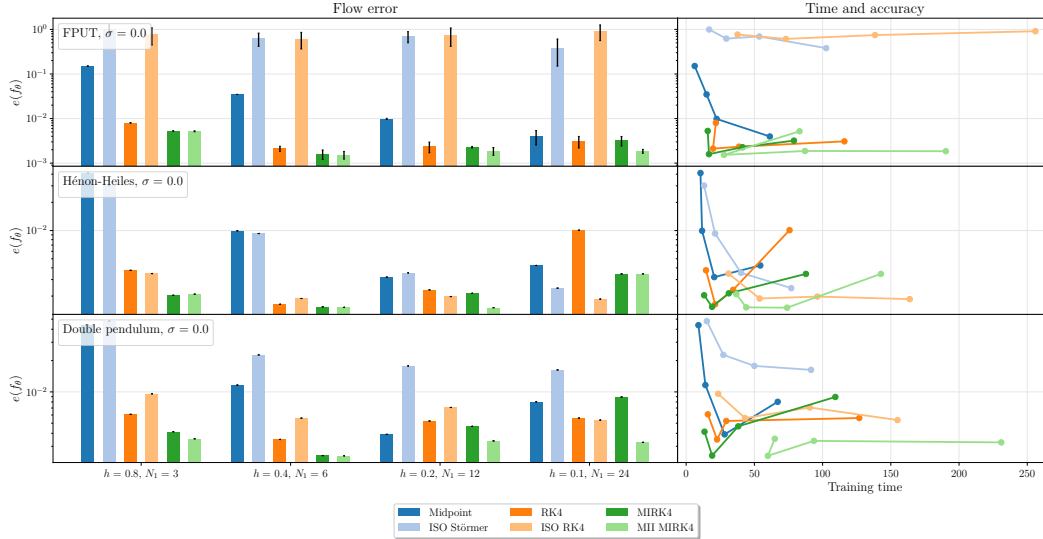 Flow error
Time and accuracy
FPUT, σ = 0.0
e(f_θ)
10⁰
10⁻¹
10⁻²
10⁻³
Hénon-Heiles, σ = 0.0
e(f_θ)
10⁻²
Double pendulum, σ = 0.0
e(f_θ)
10⁻²
h = 0.8, N₁ = 3
h = 0.4, N₁ = 6
h = 0.2, N₁ = 12
h = 0.1, N₁ = 24
0
50
100
150
200
250
Training time
Midpoint
RK4
MIRK4
ISO Störmer
ISO RK4
MII MIRK4